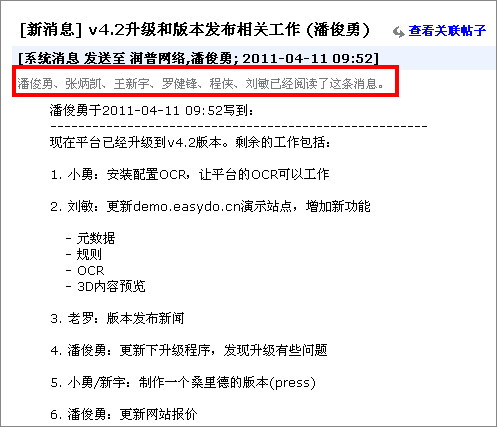 [新消息] v4.2升级和版本发布相关工作 (潘俊勇)
查看关联帖子
[系统消息 发送至 润普网络,潘俊勇; 2011-04-11 09:52]
潘俊勇、张炳凯、王新宇、罗健锋、程侠、刘敏已经阅读了这条消息。
潘俊勇于2011-04-11 09:52写到:
------------------------------------------------------
现在平台已经升级到v4.2版本。剩余的工作包括:
1. 小勇: 安装配置OCR，让平台的OCR可以工作
2. 刘敏: 更新demo.easydo.cn演示站点，增加新功能
- 元数据
- 规则
- OCR
- 3D内容预览
3. 老罗: 版本发布新闻
4. 潘俊勇: 更新下升级程序，发现升级有些问题
5. 小勇/新宇: 制作一个桑里德的版本(press)
6. 潘俊勇: 更新网站报价